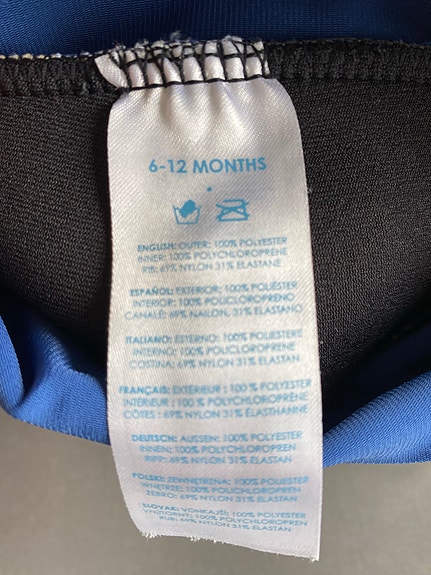 6-12 MONTHS
ENGLISH: OUTER: 100% POLYESTER
INNER: 100% POLYCHLOROPRENE
RIB: 69% NYLON 31% ELASTANE
ESPAÑOL: EXTERIOR: 100% POLIÉSTER
INTERIOR: 100% POLICLOROPRENO
CANALÉ: 69% NAILON, 31% ELASTANO
ITALIANO: ESTERNO: 100% POLIESTERE
INTERNO: 100% POLICLOROPRENE
COSTINA: 69% NYLON 31% ELASTAN
FRANÇAIS: EXTÉRIEUR: 100 % POLYESTER
INTÉRIEUR : 100 % POLYCHLOROPRÈNE
CÔTES : 69% NYLON 31% ÉLASTHANNE
DEUTSCH: AUSSEN: 100% POLYESTER
INNEN: 100% POLYCHLOROPREN
RIPP: 69% NYLON 31% ELASTAN
POLSKI: ZEWNĘTRZNA: 100% POLIESTER
WNĘTRZE: 100% POLICHLOROPREN
ŻEBRO: 69% NYLON 31% ELASTAN
SLOVAK: VONKAJŠÍ: 100% POLYESTER
VNÚTORNÝ: 100% POLYCHLOROPREN
RUB: 69% NYLON 31% ELASTAN